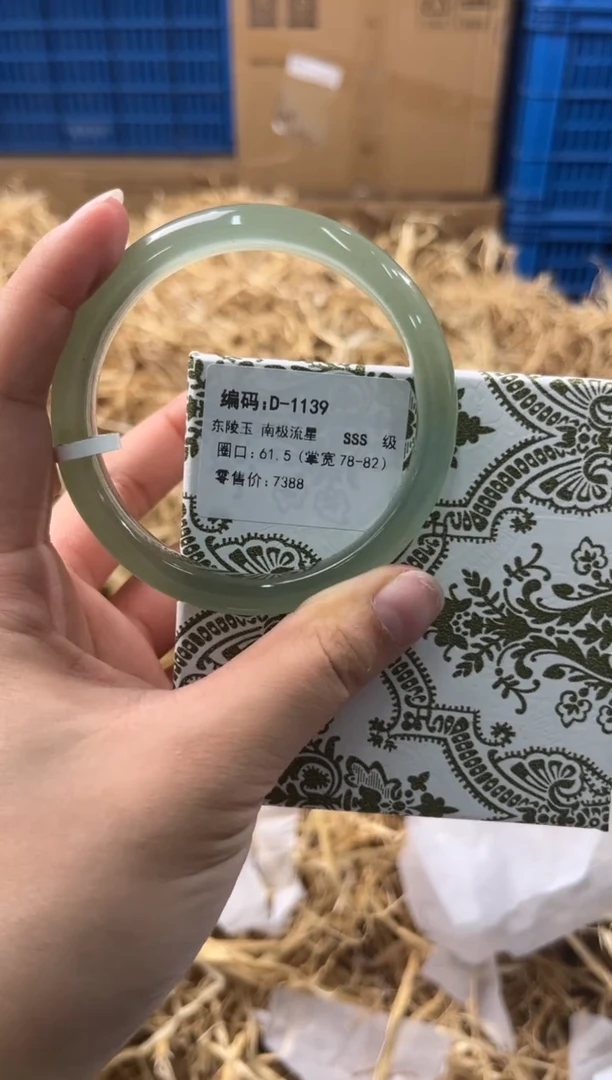 编码:D-1139
东陵玉 南极流星 SSS 级
圈口:61.5(掌宽78-82)
零售价:7388